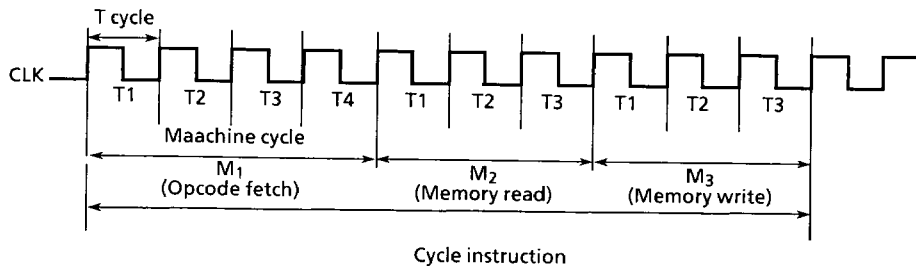 T cycle
CLK
T1 T2 T3 T4 T1 T2 T3 T1 T2 T3
Maachine cycle
M1 M2 M3
(Opcode fetch) (Memory read) (Memory write)
Cycle instruction